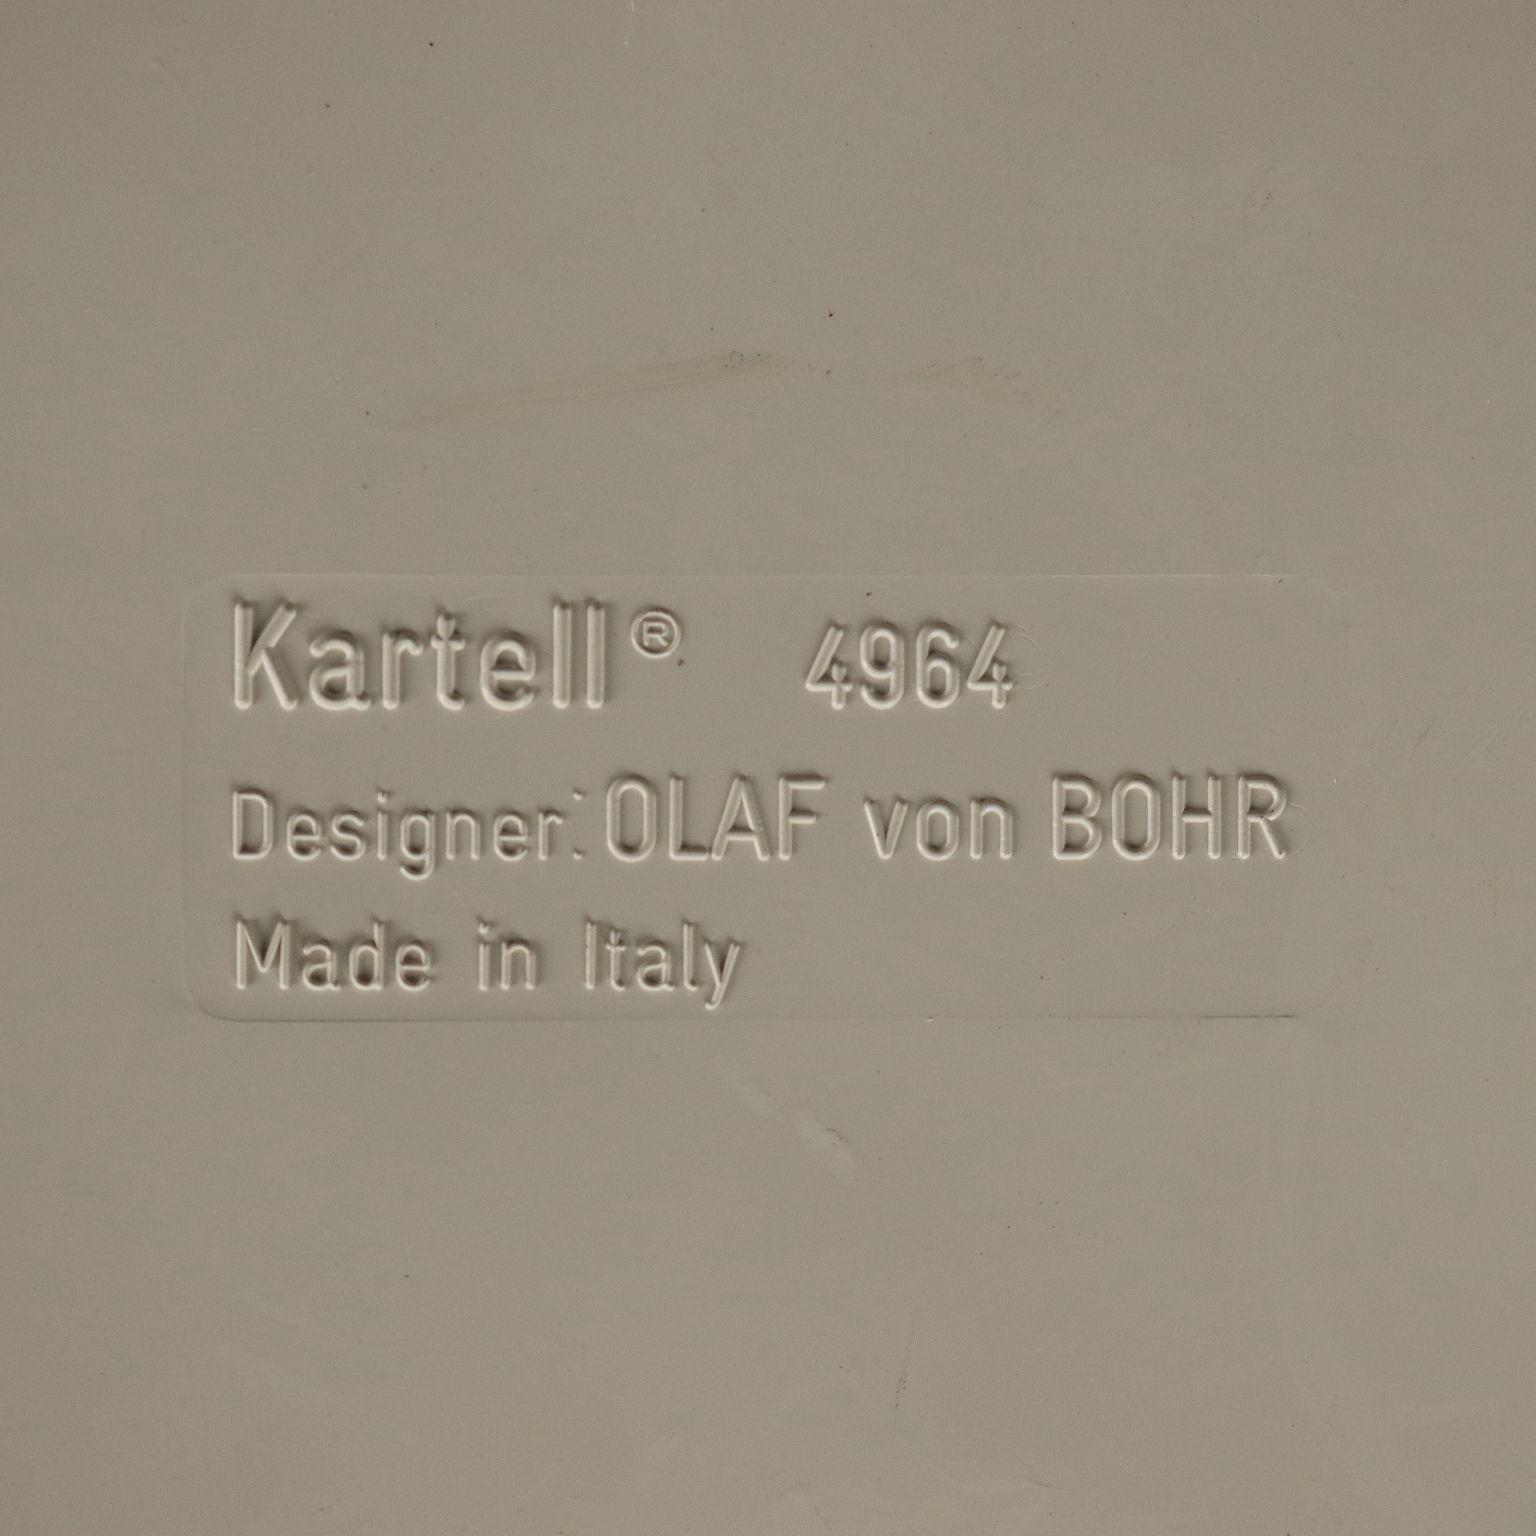 Kartell® 4964
Designer: OLAF von BOHR
Made in Italy